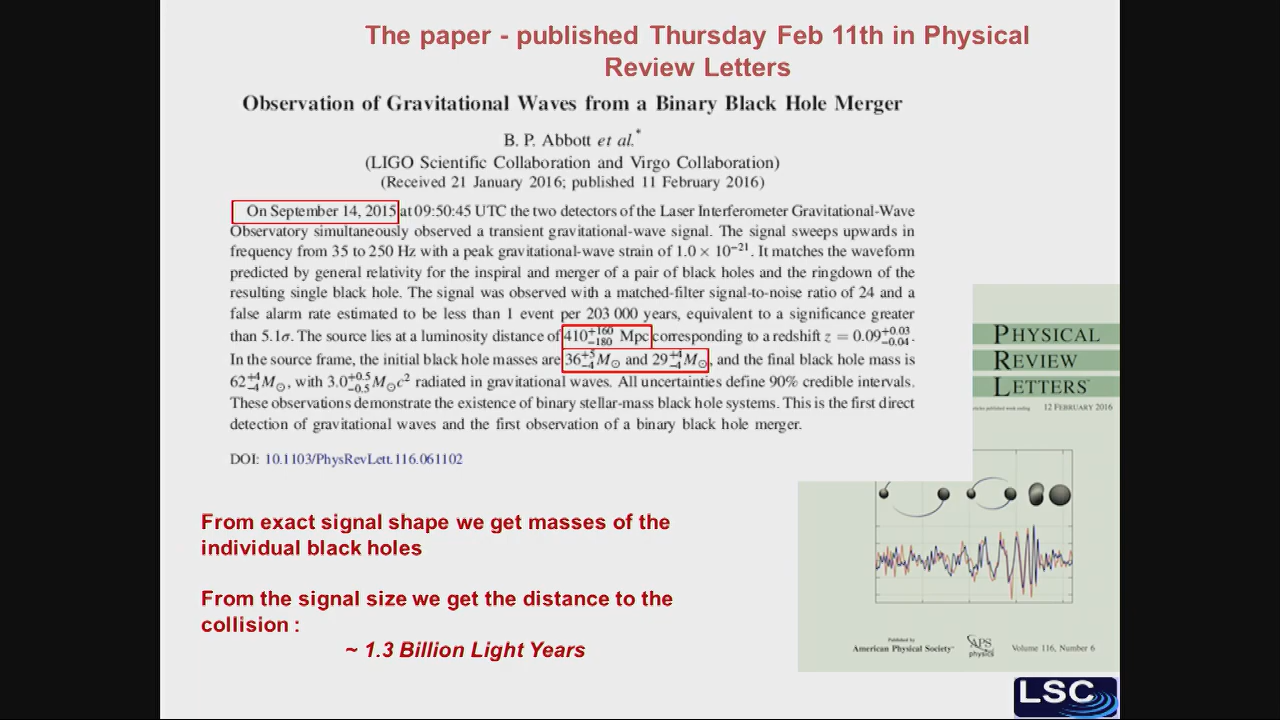 The paper - published Thursday Feb 11th in Physical
Review Letters
Observation of Gravitational Waves from a Binary Black Hole Merger
B. P. Abbott et al.*
(LIGO Scientific Collaboration and Virgo Collaboration)
(Received 21 January 2016; published 11 February 2016)
On September 14, 2015 at 09:50:45 UTC the two detectors of the Laser Interferometer Gravitational-Wave
Observatory simultaneously observed a transient gravitational-wave signal. The signal sweeps upwards in
frequency from 35 to 250 Hz with a peak gravitational-wave strain of 1.0 × 10⁻²¹. It matches the waveform
predicted by general relativity for the inspiral and merger of a pair of black holes and the ringdown of the
resulting single black hole. The signal was observed with a matched-filter signal-to-noise ratio of 24 and a
false alarm rate estimated to be less than 1 event per 203 000 years, equivalent to a significance greater
than 5.1σ. The source lies at a luminosity distance of 410+160−180 Mpc corresponding to a redshift z = 0.09+0.03−0.04.
In the source frame, the initial black hole masses are 36+5−4M⊙ and 29+4−4M⊙, and the final black hole mass is
62+4−4M⊙, with 3.0+0.5−0.5M⊙c² radiated in gravitational waves. All uncertainties define 90% credible intervals.
These observations demonstrate the existence of binary stellar-mass black hole systems. This is the first direct
detection of gravitational waves and the first observation of a binary black hole merger.
DOI: 10.1103/PhysRevLett.116.061102
PHYSICAL
REVIEW
LETTERS
articles published week ending 12 FEBRUARY 2016
From exact signal shape we get masses of the
individual black holes
From the signal size we get the distance to the
collision :
~ 1.3 Billion Light Years
Published by
American Physical Society
APS
physics
Volume 116, Number 6
LSC